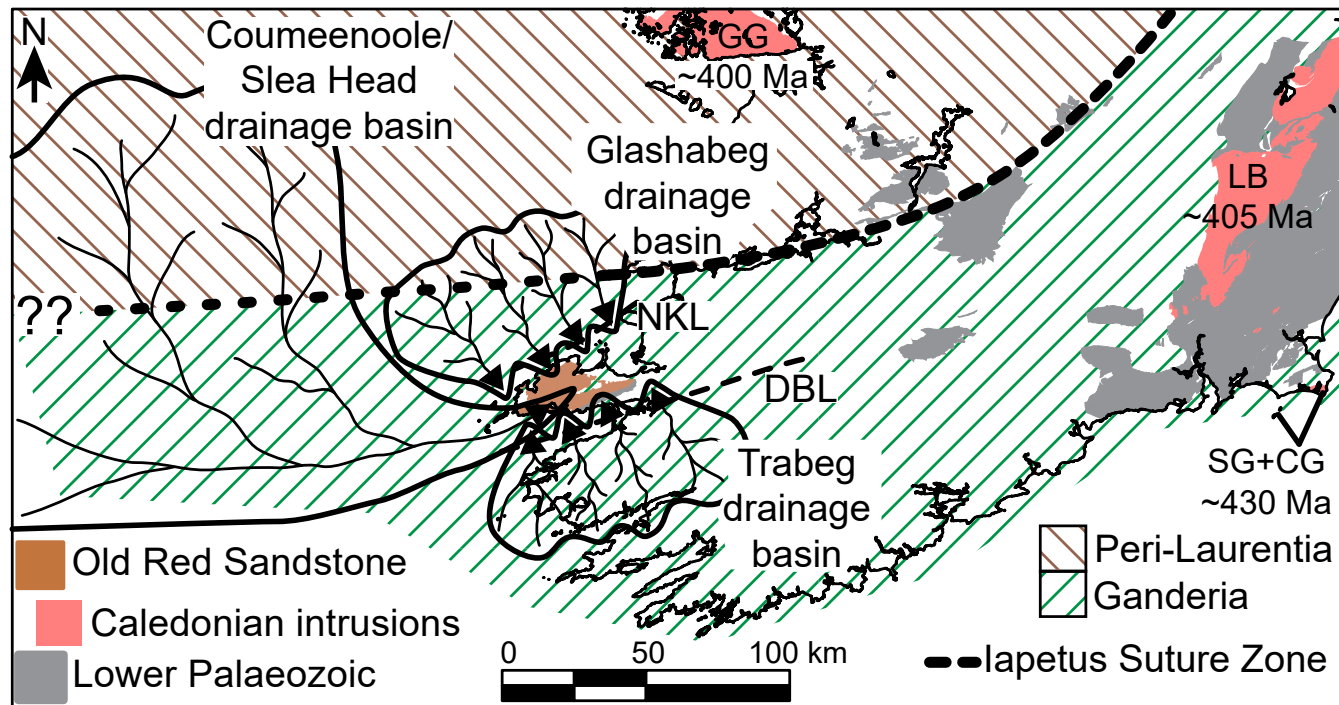 N
Coumeenoole/
Slea Head
drainage basin
GG
~400 Ma
Glashabeg
drainage
basin
LB
~405 Ma
??
NKL
DBL
Trabeg
drainage
basin
SG+CG
~430 Ma
Old Red Sandstone
Caledonian intrusions
Lower Palaeozoic
0 50 100 km
Peri-Laurentia
Ganderia
Iapetus Suture Zone